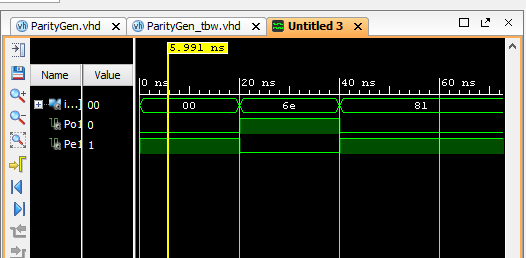 ParityGen.vhd ParityGen_tbw.vhd Untitled 3
5.991 ns
Name Value 0 ns 20 ns 40 ns 60 ns
i...] 00 00 6e 81
Po1 0
Pe1 1